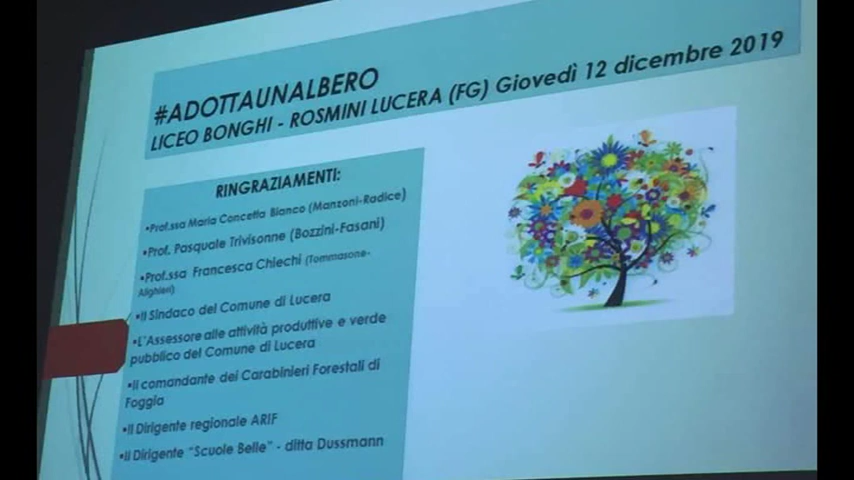 #ADOTTAUNALBERO
LICEO BONGHI - ROSMINI LUCERA (FG) Giovedì 12 dicembre 2019
RINGRAZIAMENTI:
•Prof.ssa Maria Concetta Bianco (Manzoni-Radice)
•Prof. Pasquale Trivisonne (Bozzini-Fasani)
•Prof.ssa Francesca Chiechi (Tommasone-
Alighieri)
•Il Sindaco del Comune di Lucera
•L'Assessore alle attività produttive e verde
pubblico del Comune di Lucera
•Il comandante dei Carabinieri Forestali di
Foggia
•Il Dirigente regionale ARIF
•Il Dirigente "Scuole Belle" - ditta Dussmann